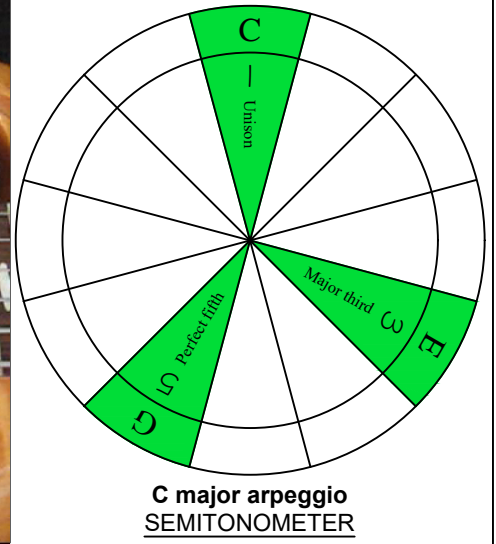 C
1 Unison
Major third 3
E
Perfect fifth
5
G
C major arpeggio
SEMITONOMETER